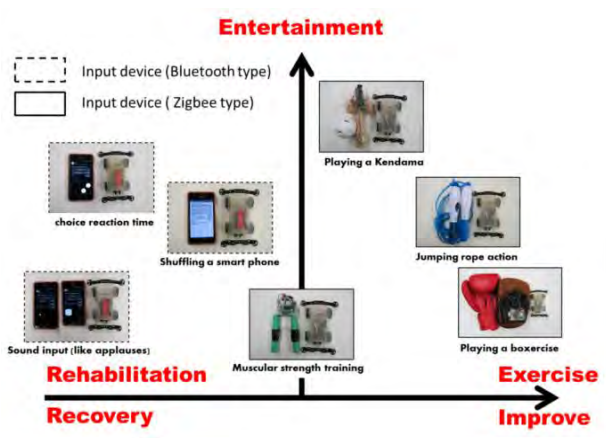 Entertainment
Input device (Bluetooth type)
Input device ( Zigbee type)
Playing a Kendama
choice reaction time
Shuffling a smart phone
Jumping rope action
Sound input (like applauses)
Muscular strength training
Playing a boxercise
Rehabilitation
Exercise
Recovery
Improve